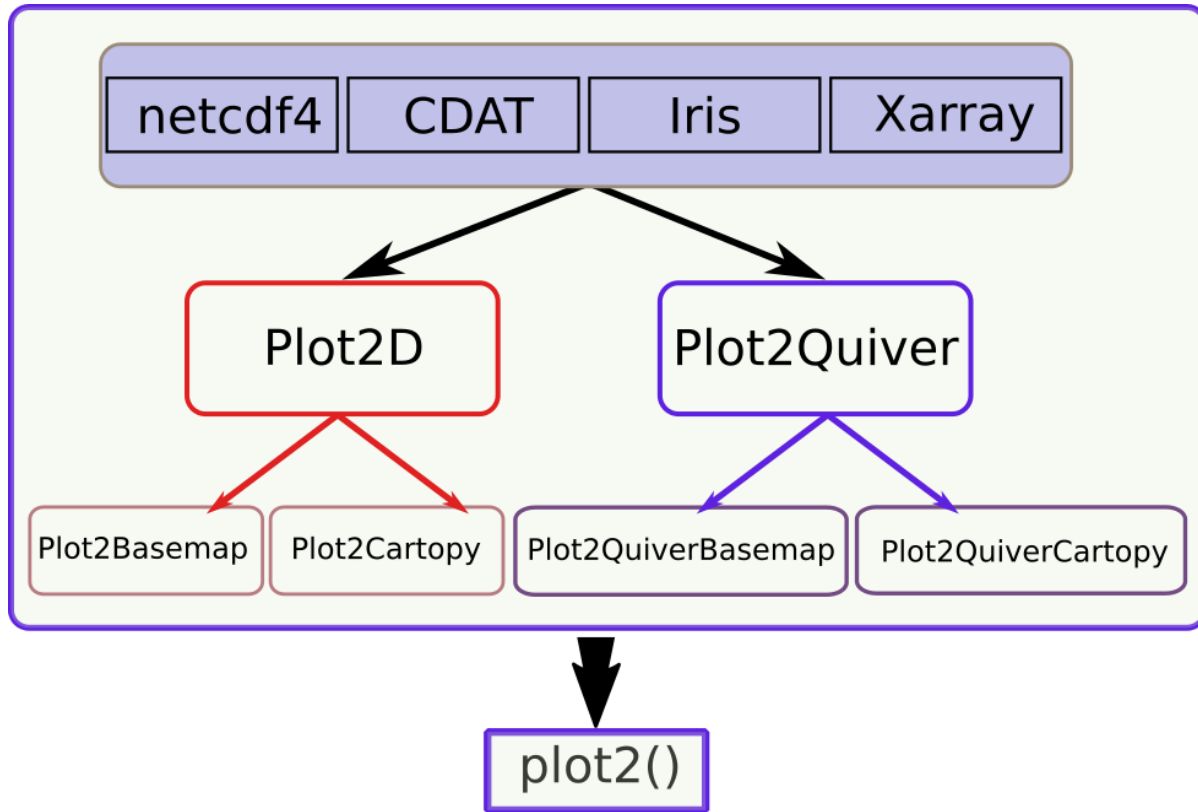 netcdf4 CDAT Iris Xarray
Plot2D Plot2Quiver
Plot2Basemap Plot2Cartopy Plot2QuiverBasemap Plot2QuiverCartopy
plot2()